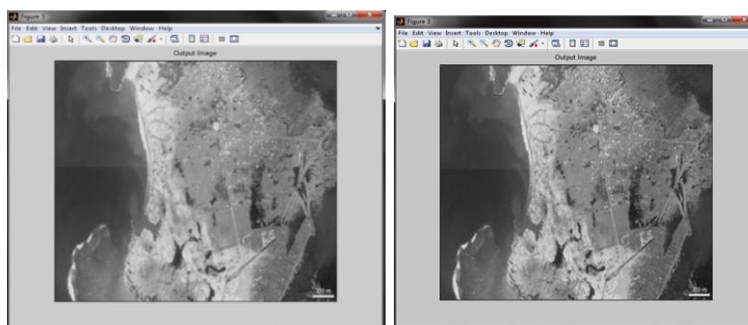 Figure 3
File Edit View Insert Tools Desktop Window Help
Output Image
Figure 3
File Edit View Insert Tools Desktop Window Help
Output Image